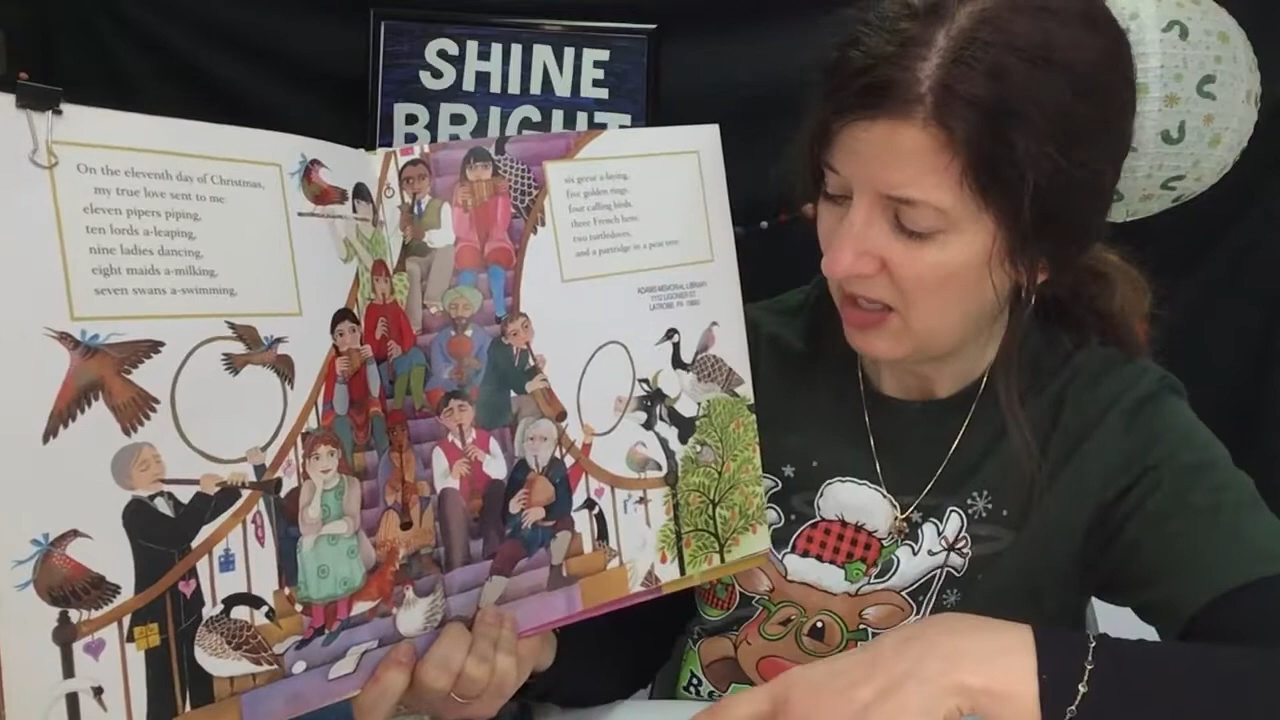 SHINE
BRIGHT
On the eleventh day of Christmas,
my true love sent to me
eleven pipers piping,
ten lords a-leaping,
nine ladies dancing,
eight maids a-milking,
seven swans a-swimming,
six geese a-laying,
five golden rings,
four calling birds,
three French hens,
two turtledoves,
and a partridge in a pear tree.
ADAMS MEMORIAL LIBRARY
1112 LIGONIER ST.
LATROBE, PA 15650